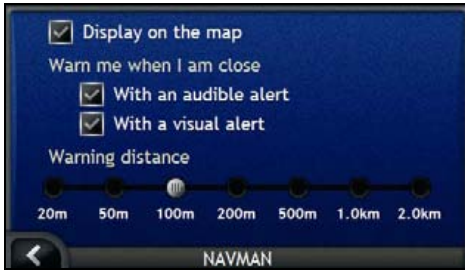 Display on the map
Warn me when I am close
With an audible alert
With a visual alert
Warning distance
20m 50m 100m 200m 500m 1.0km 2.0km
NAVMAN